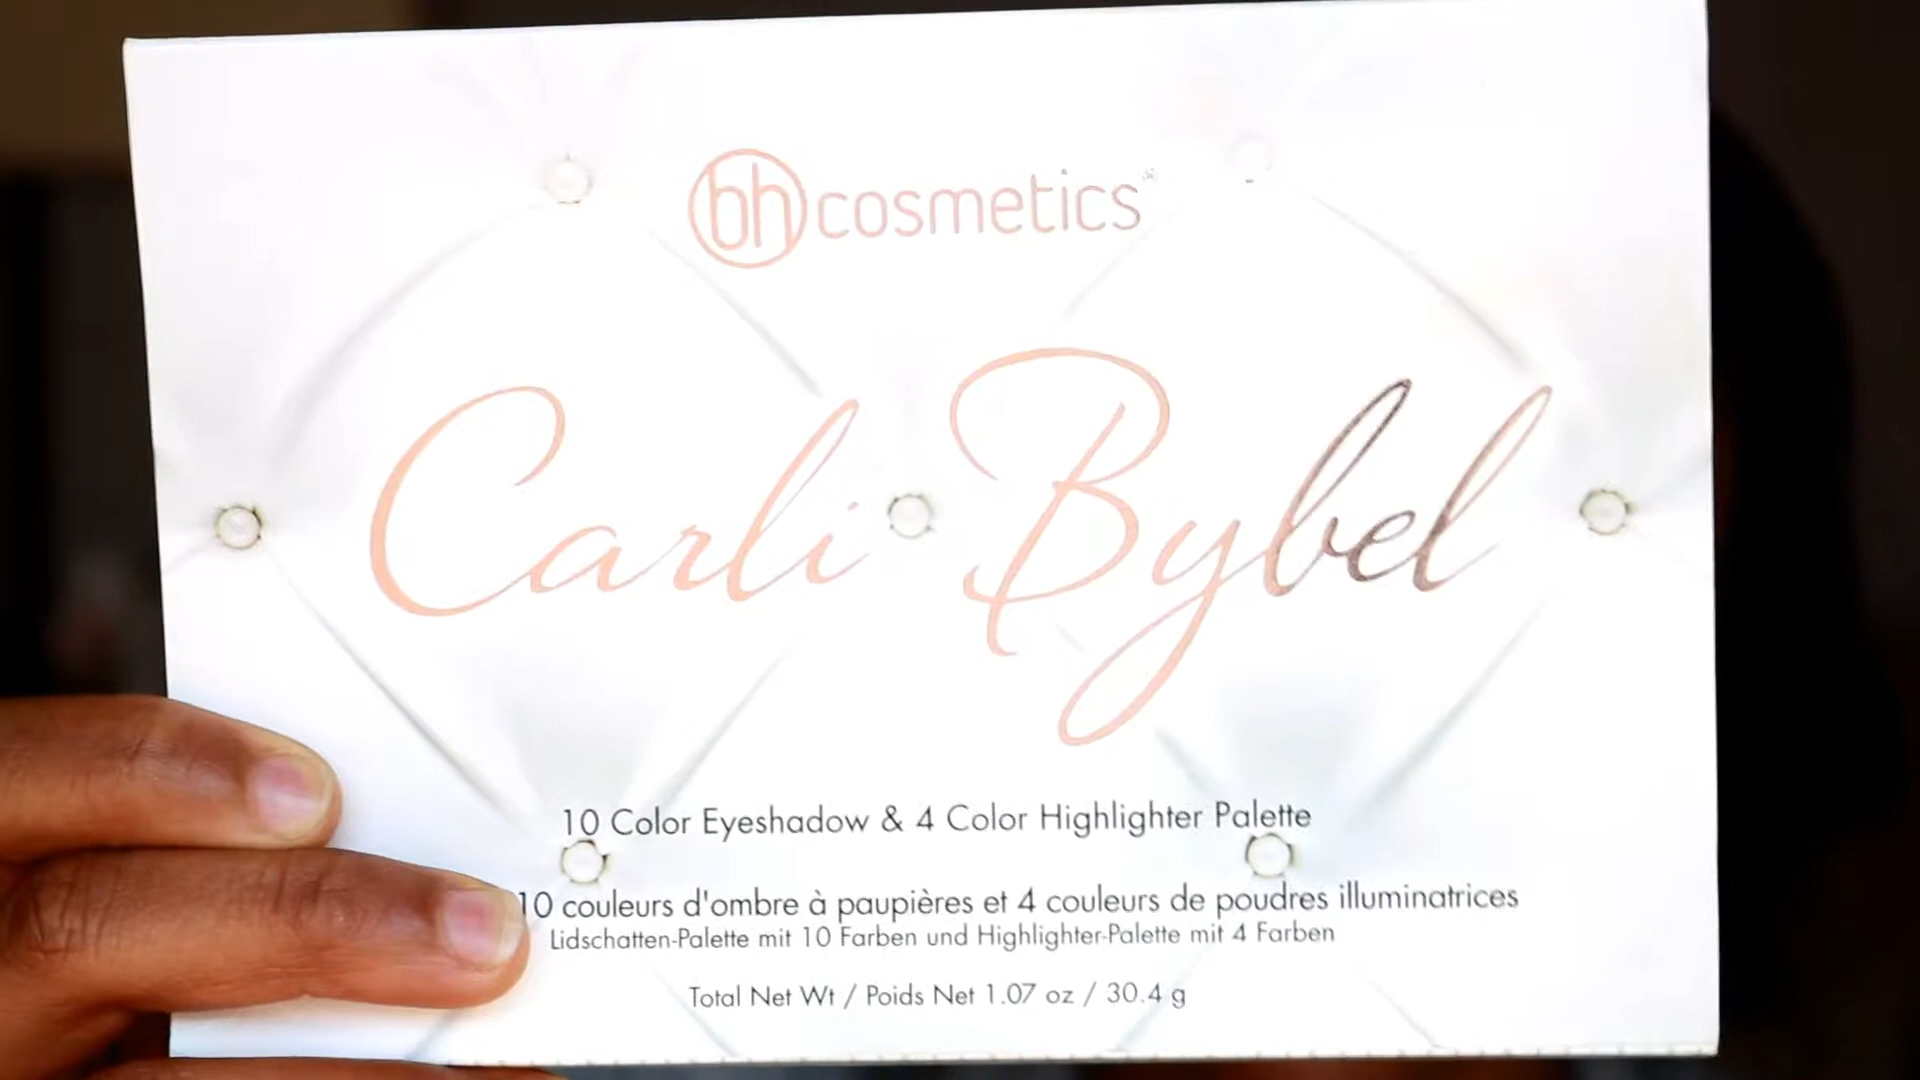 bh cosmetics
Carli Bybel
10 Color Eyeshadow & 4 Color Highlighter Palette
10 couleurs d'ombre à paupières et 4 couleurs de poudres illuminatrices
Lidschatten-Palette mit 10 Farben und Highlighter-Palette mit 4 Farben
Total Net Wt / Poids Net 1.07 oz / 30.4 g